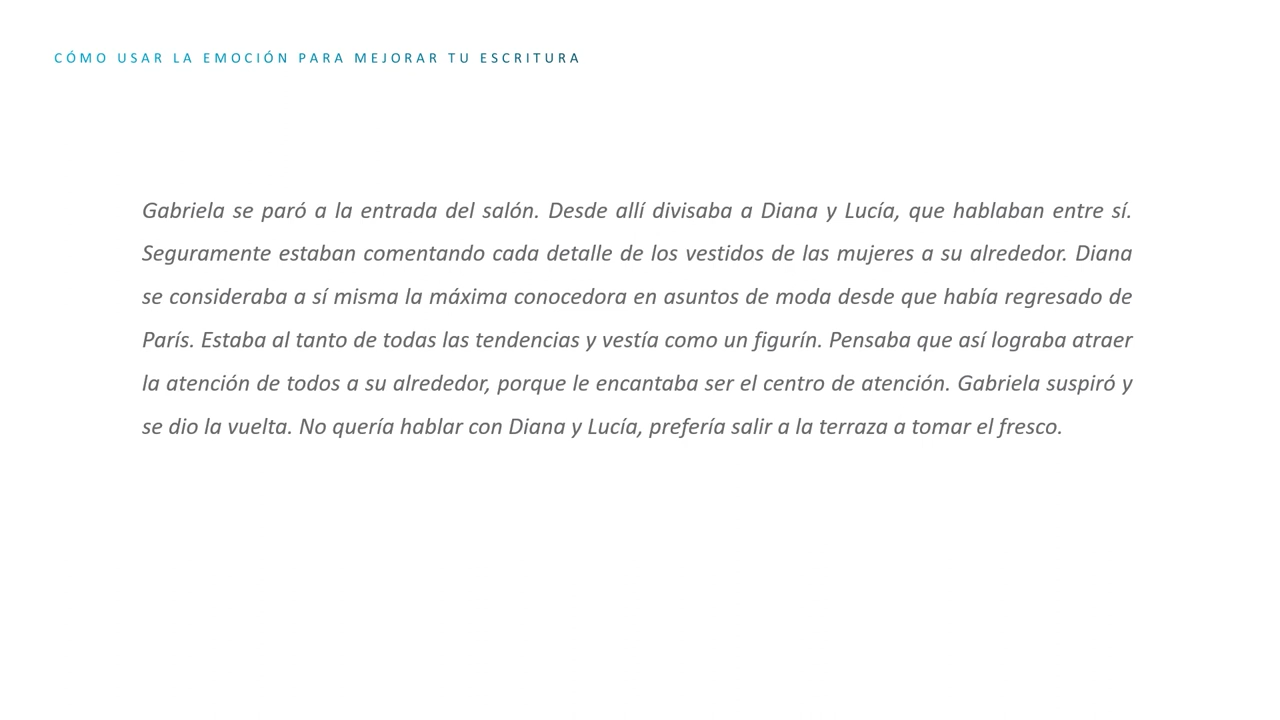 CÓMO USAR LA EMOCIÓN PARA MEJORAR TU ESCRITURA
Gabriela se paró a la entrada del salón. Desde allí divisaba a Diana y Lucía, que hablaban entre sí.
Seguramente estaban comentando cada detalle de los vestidos de las mujeres a su alrededor. Diana
se consideraba a sí misma la máxima conocedora en asuntos de moda desde que había regresado de
París. Estaba al tanto de todas las tendencias y vestía como un figurín. Pensaba que así lograba atraer
la atención de todos a su alrededor, porque le encantaba ser el centro de atención. Gabriela suspiró y
se dio la vuelta. No quería hablar con Diana y Lucía, prefería salir a la terraza a tomar el fresco.